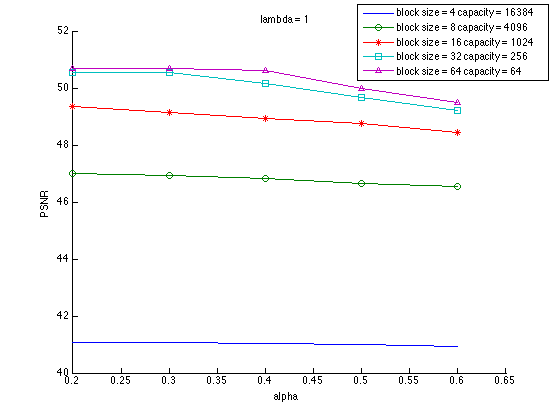 lambda = 1
block size = 4 capacity = 16384
block size = 8 capacity = 4096
block size = 16 capacity = 1024
block size = 32 capacity = 256
block size = 64 capacity = 64
52
50
48
46
44
42
40
PSNR
0.2 0.25 0.3 0.35 0.4 0.45 0.5 0.55 0.6 0.65
alpha